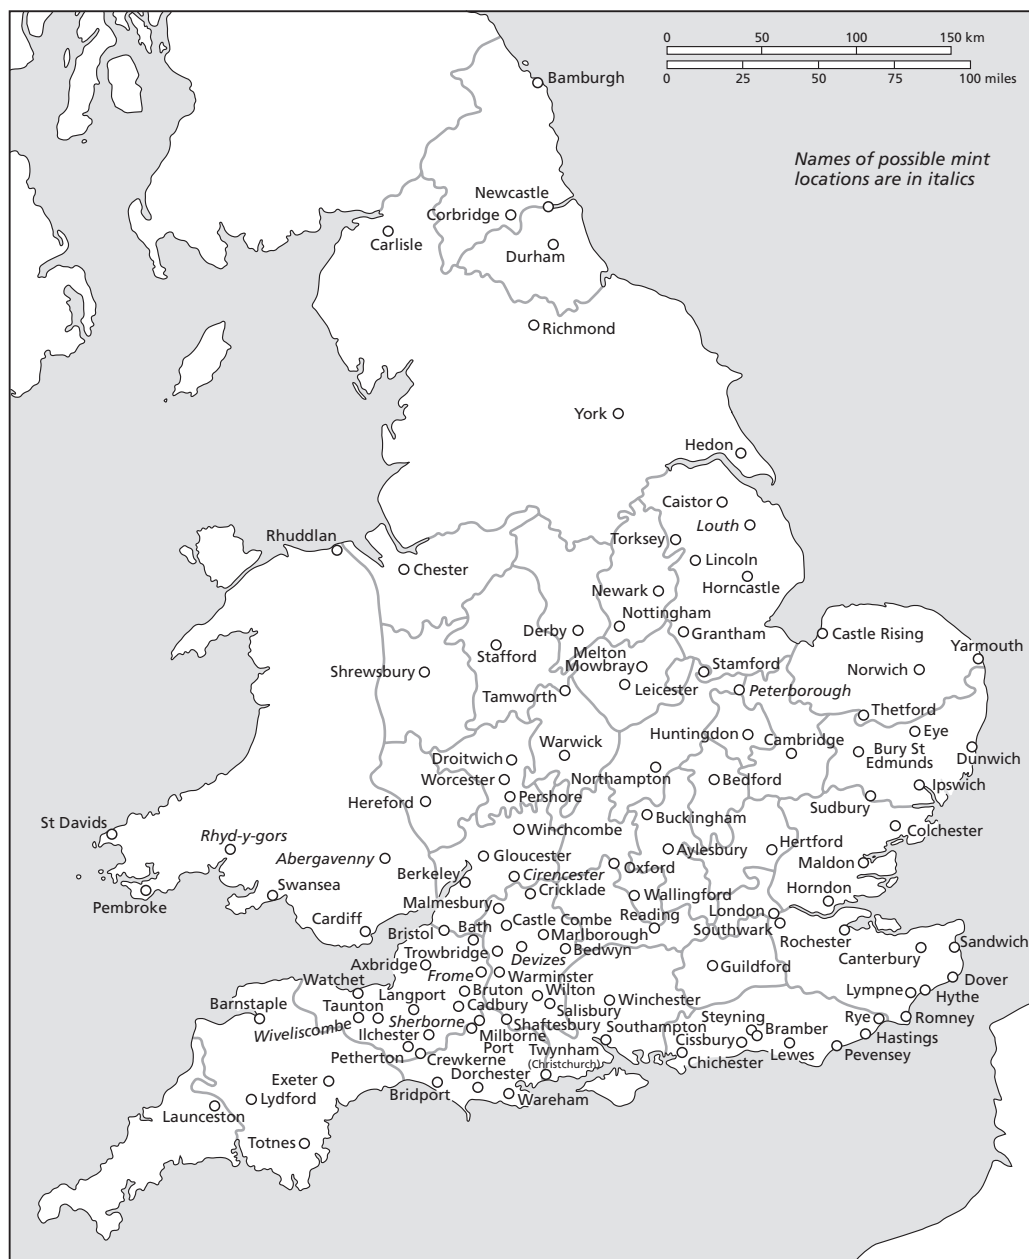 0 50 100 150 km
0 25 50 75 100 miles
Bamburgh
Names of possible mint
locations are in italics
Newcastle
Corbridge
Carlisle
Durham
Richmond
York
Hedon
Caistor
Louth
Rhuddlan
Torksey
Lincoln
Chester
Horncastle
Newark
Nottingham
Derby
Grantham
Castle Rising
Stafford
Melton
Mowbray
Yarmouth
Shrewsbury
Stamford
Norwich
Tamworth
Leicester
Peterborough
Thetford
Huntingdon
Eye
Warwick
Cambridge
Bury St
Edmunds
Dunwich
Droitwich
Worcester
Northampton
Bedford
Ipswich
Hereford
Pershore
Sudbury
St Davids
Buckingham
Winchcombe
Colchester
Rhyd-y-gors
Abergavenny
Gloucester
Aylesbury
Hertford
Maldon
Berkeley
Cirencester
Oxford
Swansea
Cricklade
Wallingford
Horndon
Pembroke
Malmesbury
Reading
London
Cardiff
Bristol
Bath
Castle Combe
Marlborough
Southwark
Rochester
Sandwich
Trowbridge
Devizes
Bedwyn
Canterbury
Axbridge
Frome
Warminster
Guildford
Dover
Watchet
Bruton
Wilton
Lympne
Hythe
Barnstaple
Taunton
Langport
Cadbury
Salisbury
Winchester
Romney
Wiveliscombe
Sherborne
Shaftesbury
Southampton
Steyning
Bramber
Rye
Ilchester
Milborne
Port
Cissbury
Hastings
Petherton
Crewkerne
Twynham
(Christchurch)
Chichester
Lewes
Pevensey
Dorchester
Exeter
Bridport
Wareham
Lydford
Launceston
Totnes